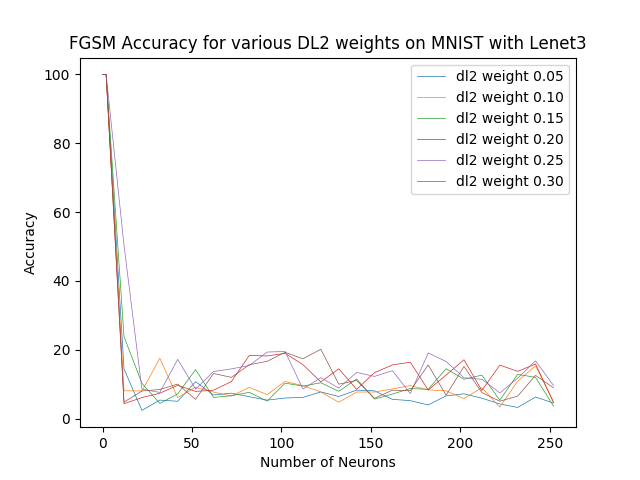 FGSM Accuracy for various DL2 weights on MNIST with Lenet3
100
80
60
40
20
0
Accuracy
dl2 weight 0.05
dl2 weight 0.10
dl2 weight 0.15
dl2 weight 0.20
dl2 weight 0.25
dl2 weight 0.30
0 50 100 150 200 250
Number of Neurons